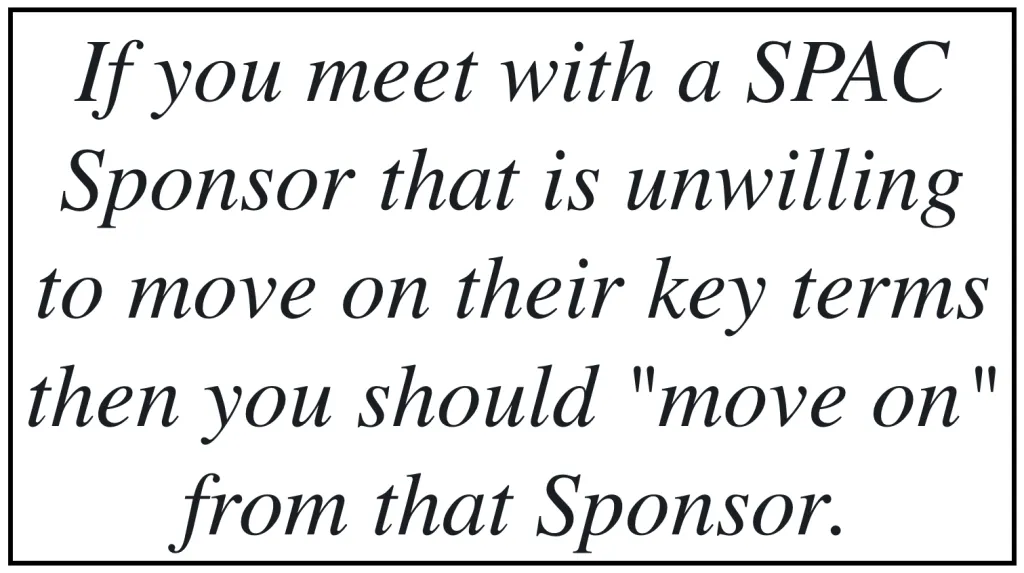 If you meet with a SPAC
Sponsor that is unwilling
to move on their key terms
then you should "move on"
from that Sponsor.